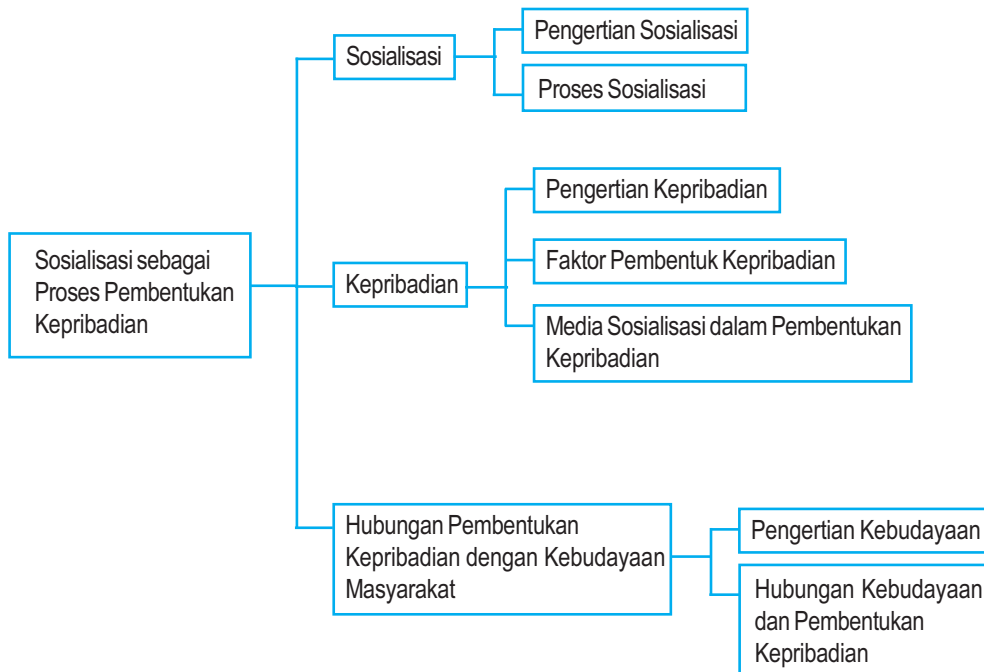 Sosialisasi sebagai
Proses Pembentukan
Kepribadian
Sosialisasi
Pengertian Sosialisasi
Proses Sosialisasi
Kepribadian
Pengertian Kepribadian
Faktor Pembentuk Kepribadian
Media Sosialisasi dalam Pembentukan
Kepribadian
Hubungan Pembentukan
Kepribadian dengan Kebudayaan
Masyarakat
Pengertian Kebudayaan
Hubungan Kebudayaan
dan Pembentukan
Kepribadian